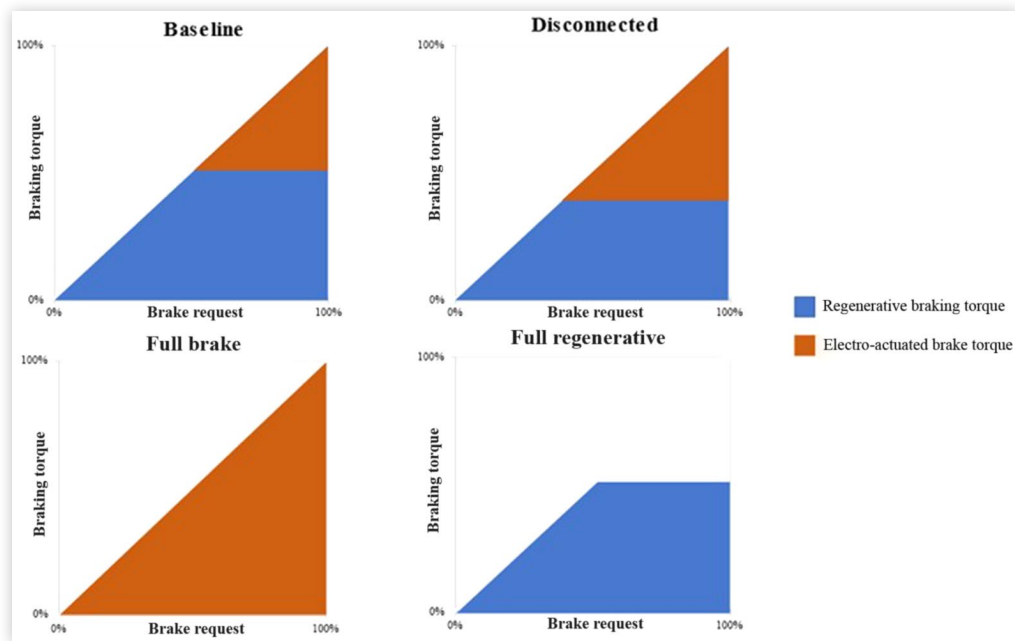 Baseline
100%
Braking torque
0%
0%
Brake request
100%
Disconnected
100%
Braking torque
0%
0%
Brake request
100%
Regenerative braking torque
Electro-actuated brake torque
Full brake
100%
Braking torque
0%
0%
Brake request
100%
Full regenerative
100%
Braking torque
0%
0%
Brake request
100%